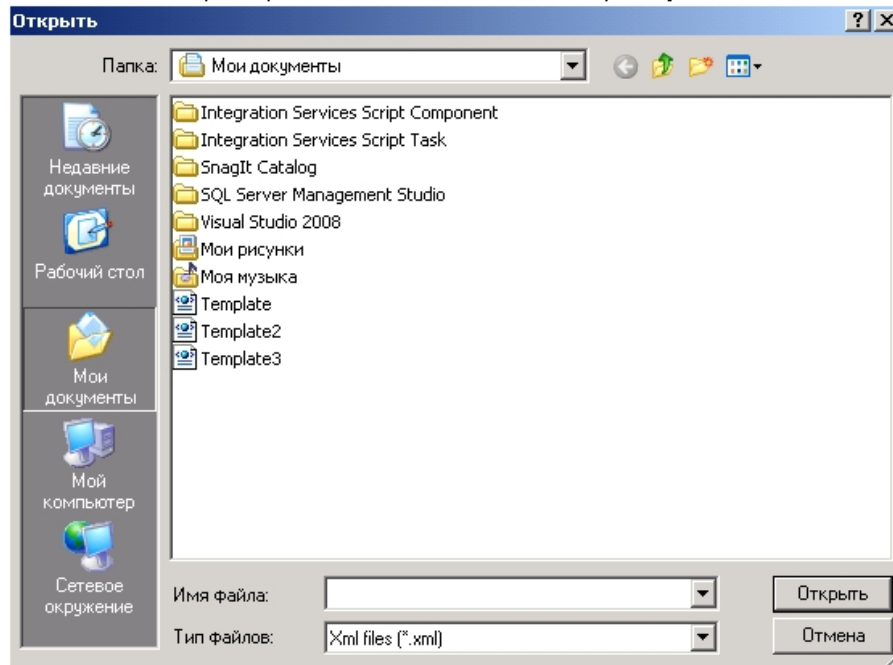 Открыть
Папка:
Мои документы
Недавние
документы
Рабочий стол
Мои
документы
Мой
компьютер
Сетевое
окружение
Integration Services Script Component
Integration Services Script Task
SnagIt Catalog
SQL Server Management Studio
Visual Studio 2008
Мои рисунки
Моя музыка
Template
Template2
Template3
Имя файла:
Открыть
Тип файлов:
Xml files (*.xml)
Отмена